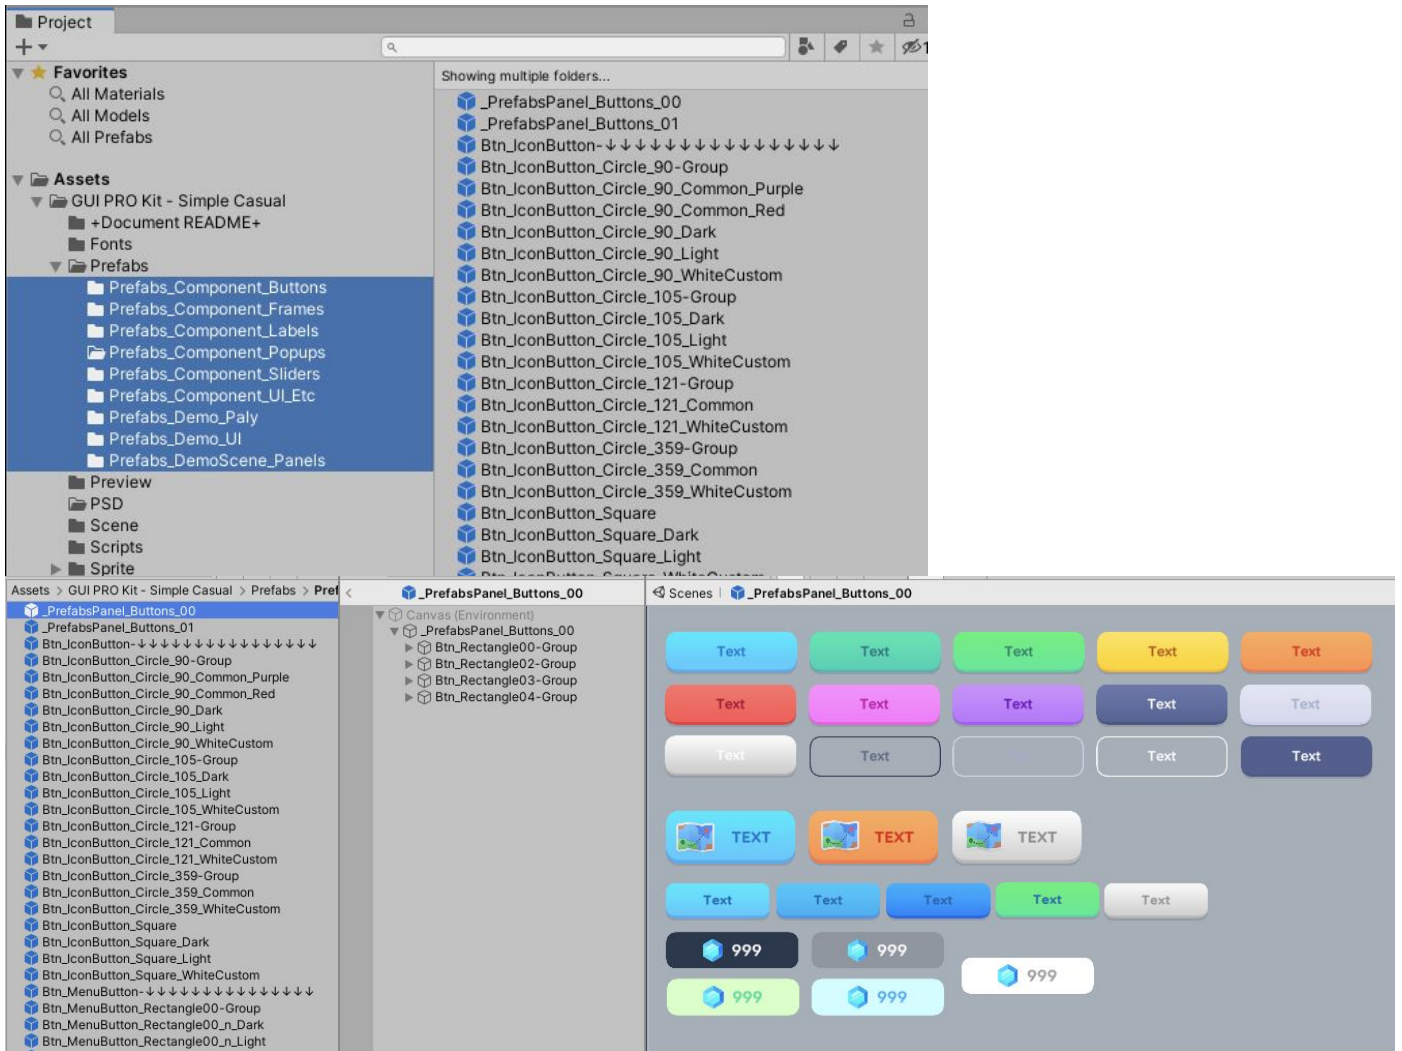 Project
1
Favorites
All Materials
All Models
All Prefabs
Assets
GUI PRO Kit - Simple Casual
+Document README+
Fonts
Prefabs
Prefabs_Component_Buttons
Prefabs_Component_Frames
Prefabs_Component_Labels
Prefabs_Component_Popups
Prefabs_Component_Sliders
Prefabs_Component_UI_Etc
Prefabs_Demo_Paly
Prefabs_Demo_UI
Prefabs_DemoScene_Panels
Preview
PSD
Scene
Scripts
Sprite
Showing multiple folders...
_PrefabsPanel_Buttons_00
_PrefabsPanel_Buttons_01
Btn_IconButton-↓↓↓↓↓↓↓↓↓↓↓↓↓↓↓↓
Btn_IconButton_Circle_90-Group
Btn_IconButton_Circle_90_Common_Purple
Btn_IconButton_Circle_90_Common_Red
Btn_IconButton_Circle_90_Dark
Btn_IconButton_Circle_90_Light
Btn_IconButton_Circle_90_WhiteCustom
Btn_IconButton_Circle_105-Group
Btn_IconButton_Circle_105_Dark
Btn_IconButton_Circle_105_Light
Btn_IconButton_Circle_105_WhiteCustom
Btn_IconButton_Circle_121-Group
Btn_IconButton_Circle_121_Common
Btn_IconButton_Circle_121_WhiteCustom
Btn_IconButton_Circle_359-Group
Btn_IconButton_Circle_359_Common
Btn_IconButton_Circle_359_WhiteCustom
Btn_IconButton_Square
Btn_IconButton_Square_Dark
Btn_IconButton_Square_Light
Assets > GUI PRO Kit - Simple Casual > Prefabs > Pref
_PrefabsPanel_Buttons_00
_PrefabsPanel_Buttons_01
Btn_IconButton-↓↓↓↓↓↓↓↓↓↓↓↓↓↓↓↓
Btn_IconButton_Circle_90-Group
Btn_IconButton_Circle_90_Common_Purple
Btn_IconButton_Circle_90_Common_Red
Btn_IconButton_Circle_90_Dark
Btn_IconButton_Circle_90_Light
Btn_IconButton_Circle_90_WhiteCustom
Btn_IconButton_Circle_105-Group
Btn_IconButton_Circle_105_Dark
Btn_IconButton_Circle_105_Light
Btn_IconButton_Circle_105_WhiteCustom
Btn_IconButton_Circle_121-Group
Btn_IconButton_Circle_121_Common
Btn_IconButton_Circle_121_WhiteCustom
Btn_IconButton_Circle_359-Group
Btn_IconButton_Circle_359_Common
Btn_IconButton_Circle_359_WhiteCustom
Btn_IconButton_Square
Btn_IconButton_Square_Dark
Btn_IconButton_Square_Light
Btn_IconButton_Square_WhiteCustom
Btn_MenuButton-↓↓↓↓↓↓↓↓↓↓↓↓↓↓↓
Btn_MenuButton_Rectangle00-Group
Btn_MenuButton_Rectangle00_n_Dark
Btn_MenuButton_Rectangle00_n_Light
_PrefabsPanel_Buttons_00
Canvas (Environment)
_PrefabsPanel_Buttons_00
Btn_Rectangle00-Group
Btn_Rectangle02-Group
Btn_Rectangle03-Group
Btn_Rectangle04-Group
Scenes | _PrefabsPanel_Buttons_00
Text Text Text Text Text
Text Text Text Text Text
Text Text Text Text
TEXT TEXT TEXT
Text Text Text Text Text
999 999
999
999 999